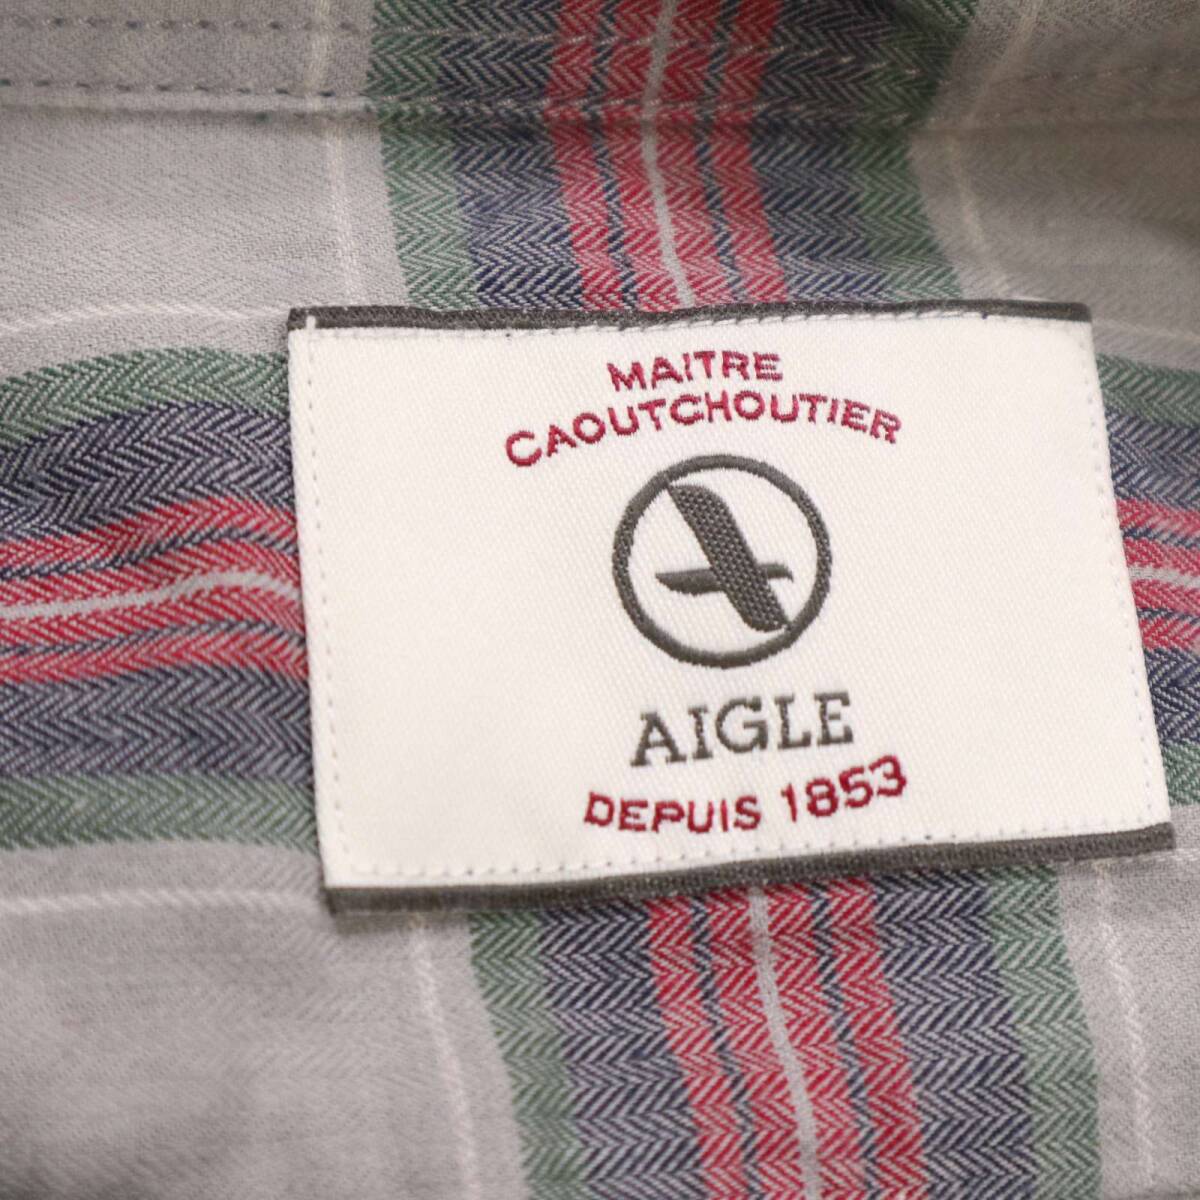 MAITRE
CAOUTCHOUTIER
AIGLE
DEPUIS 1853